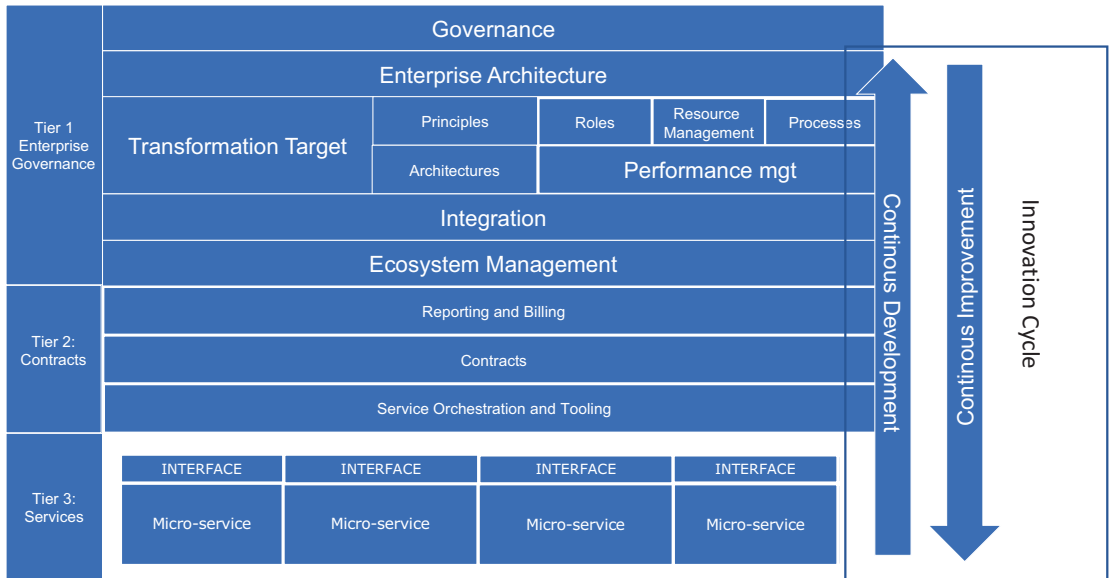 Governance
Enterprise Architecture
Tier 1
Enterprise
Governance
Transformation Target
Principles
Roles
Resource
Management
Processes
Architectures
Performance mgt
Integration
Ecosystem Management
Tier 2:
Contracts
Reporting and Billing
Contracts
Service Orchestration and Tooling
Tier 3:
Services
INTERFACE
INTERFACE
INTERFACE
INTERFACE
Micro-service
Micro-service
Micro-service
Micro-service
Continous Development
Continous Improvement
Innovation Cycle